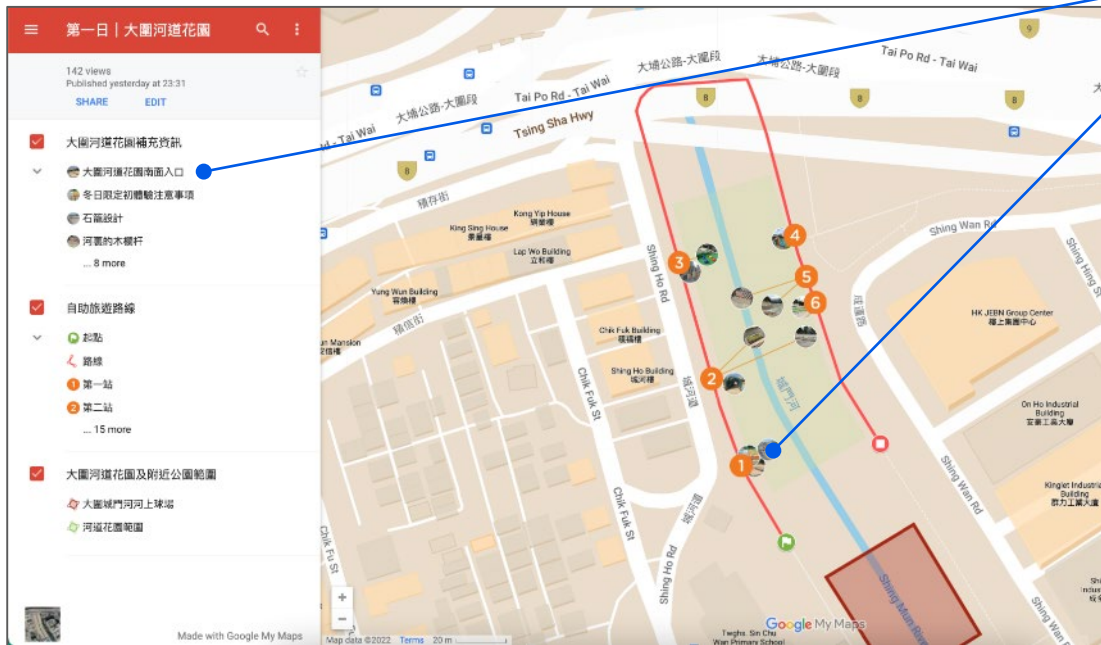 第一日 | 大圍河道花園
142 views
Published yesterday at 23:31
SHARE EDIT
大圍河道花園補充資訊
大圍河道花園南面入口
冬日限定初體驗注意事項
石籠設計
河裏的木欄杆
... 8 more
自助旅遊路線
起點
路線
1 第一站
2 第二站
... 15 more
大圍河道花園及附近公園範圍
大圍城門河河上球場
河道花園範圍
Made with Google My Maps
9
Tai Po Rd - Tai Wai
大埔公路-大圍段
大埔公路-大圍段
8
8
8
Tai Po Rd - Tai Wai
大埔公路-大圍段
Tsing Sha Hwy
8
積存街
Kong Yip House
King Sing House
景星樓
Lap Wo Building
立和樓
Yung Wun Building
積信街
Shing Ho Rd
Shing Wan Rd
Shing Hing St
成運路
HK JEBN Group Center
樓上集團中心
4
3
5
6
Chik Fuk Building
積福樓
Shing Ho Building
城河樓
城河道
2
城門河
Chik Fuk St
On Ho Industrial
Building
安豪工業大廈
1
Kinglet Industrial
Building
群力工業大廈
Shing Wan Rd
Chik Fuk St
城河道
Shing Ho Rd
Chik Fu St
Shing Mun River
Shing Wan Rd
Twghs. Sin Chu
Wan Primary School
Google My Maps
+
−
Map data ©2022 Terms 20 m